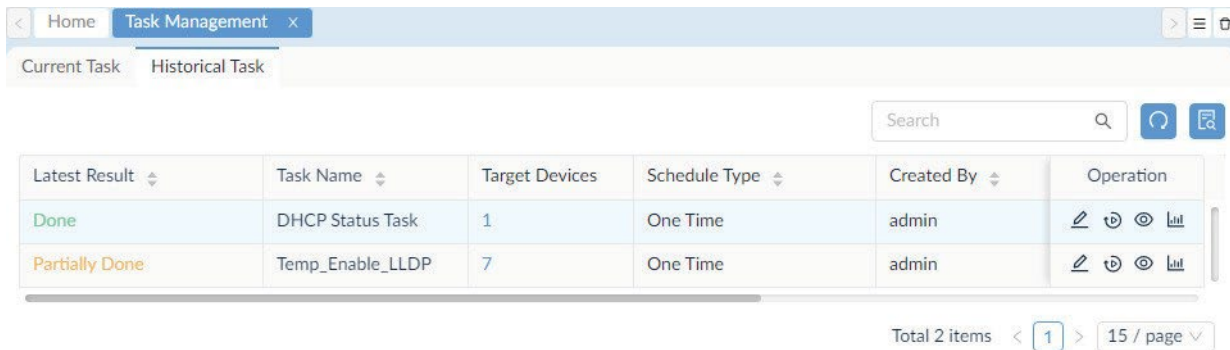 Home Task Management X
Current Task Historical Task
Search
Latest Result Task Name Target Devices Schedule Type Created By Operation
Done DHCP Status Task 1 One Time admin
Partially Done Temp_Enable_LLDP 7 One Time admin
Total 2 items < 1 > 15 / page